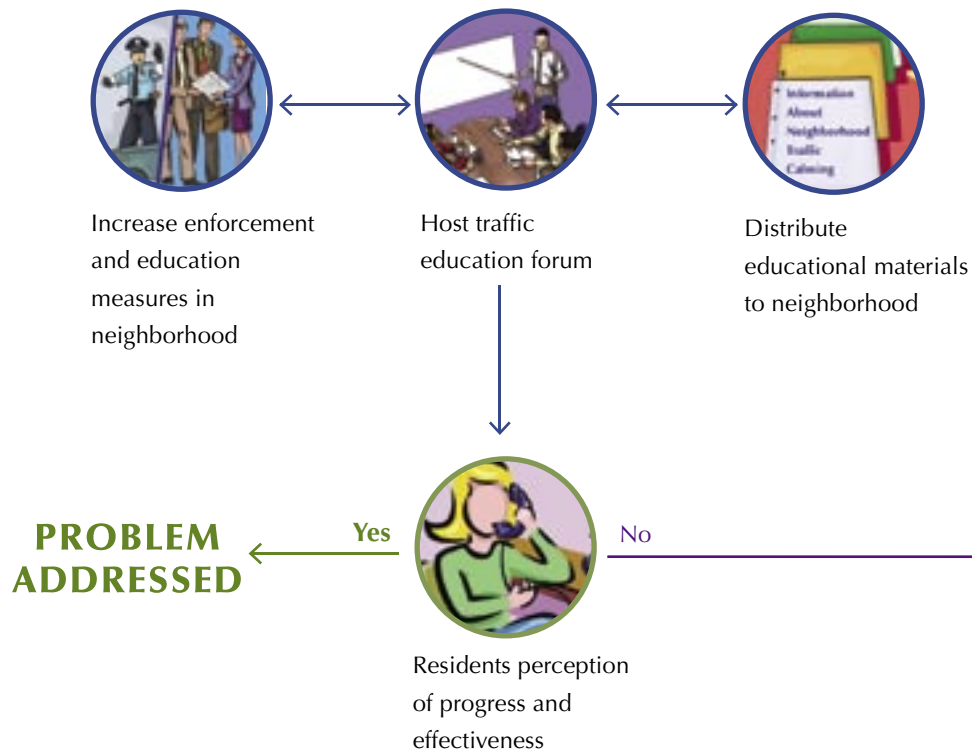 Information
About
Neighborhood
Traffic
Calming
Increase enforcement
and education
measures in
neighborhood
Host traffic
education forum
Distribute
educational materials
to neighborhood
PROBLEM
ADDRESSED
Yes
No
Residents perception
of progress and
effectiveness